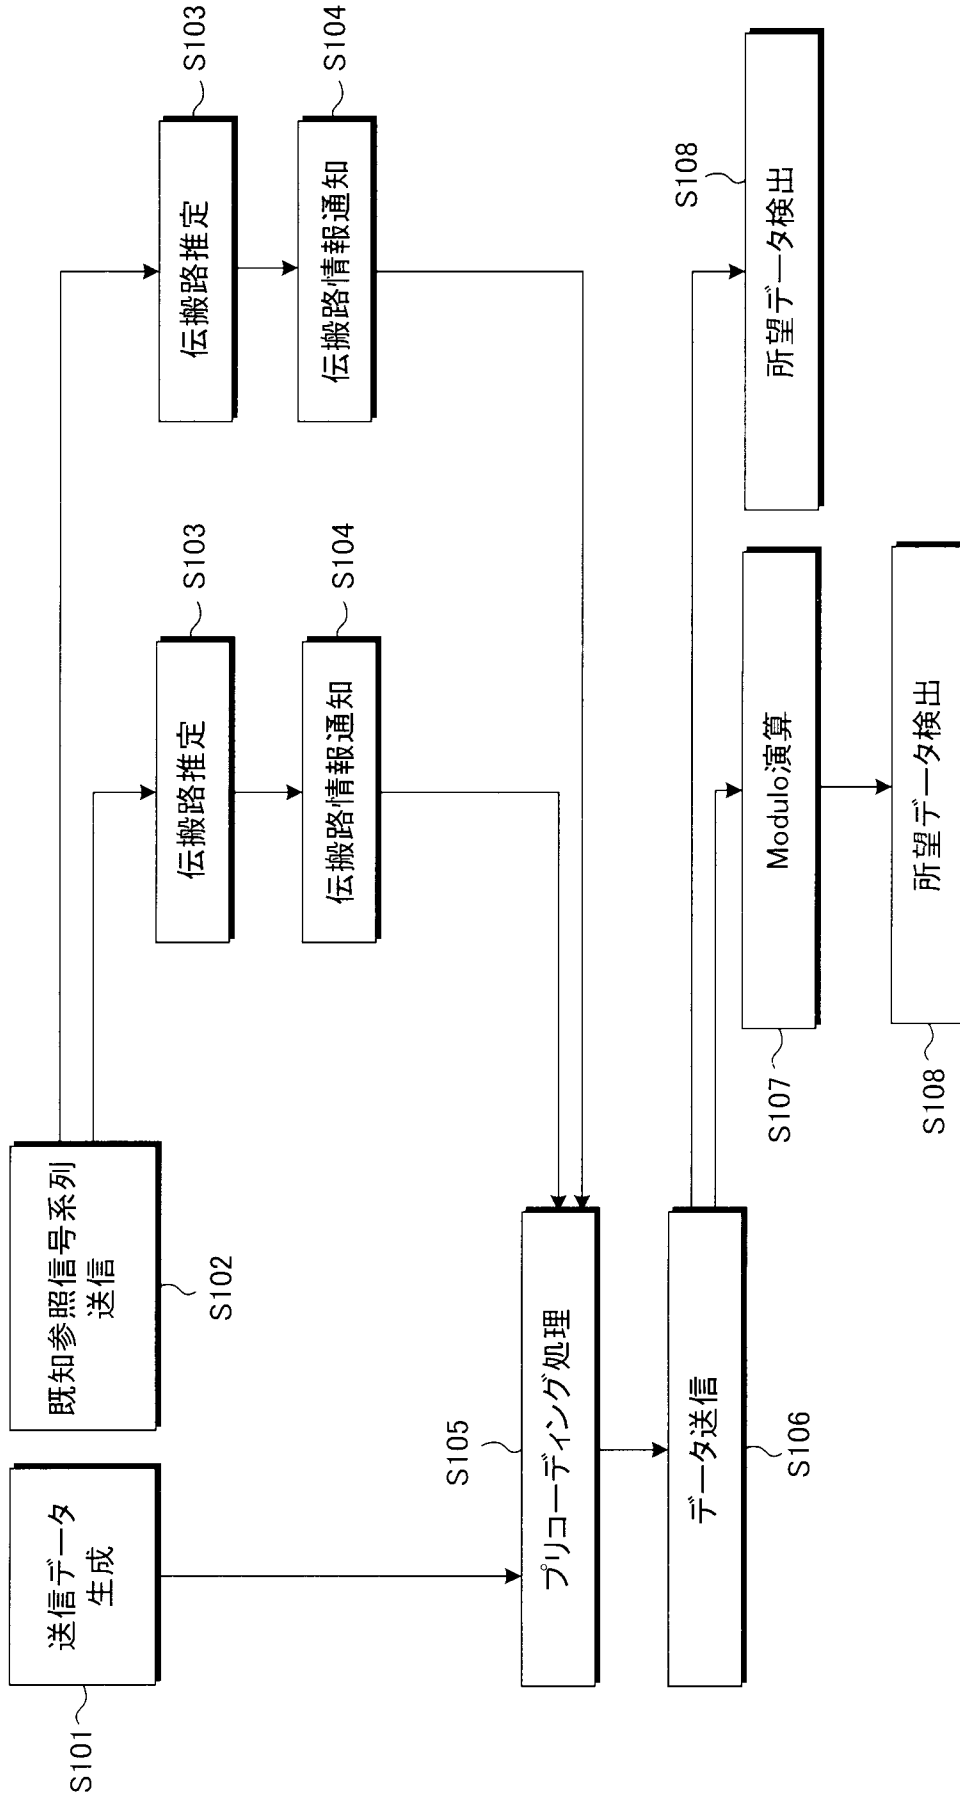 S101
送信データ
生成
既知参照信号系列
送信
S102
伝搬路推定
S103
伝搬路情報通知
S104
伝搬路推定
S103
伝搬路情報通知
S104
S105
プリコーディング処理
データ送信
S106
S107
Modulo演算
S108
所望データ検出
S108
所望データ検出